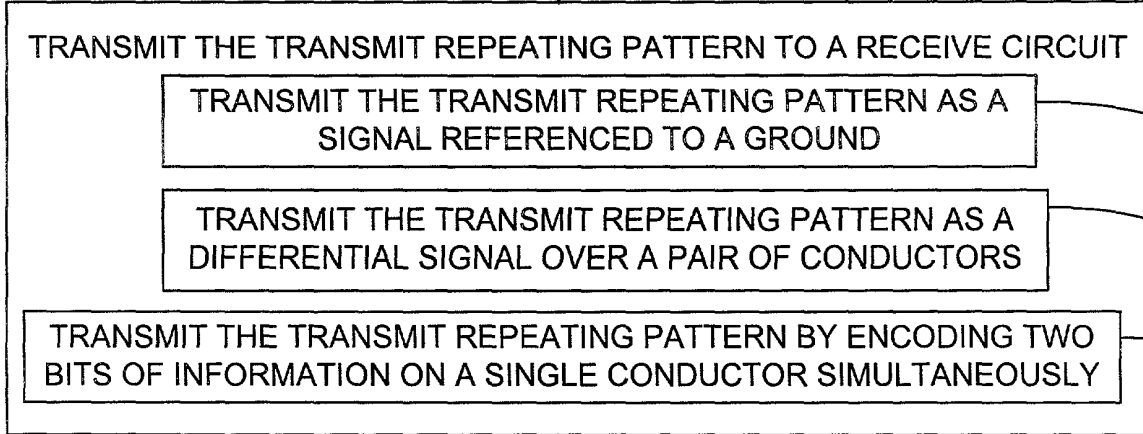 TRANSMIT THE TRANSMIT REPEATING PATTERN TO A RECEIVE CIRCUIT
TRANSMIT THE TRANSMIT REPEATING PATTERN AS A
SIGNAL REFERENCED TO A GROUND
TRANSMIT THE TRANSMIT REPEATING PATTERN AS A
DIFFERENTIAL SIGNAL OVER A PAIR OF CONDUCTORS
TRANSMIT THE TRANSMIT REPEATING PATTERN BY ENCODING TWO
BITS OF INFORMATION ON A SINGLE CONDUCTOR SIMULTANEOUSLY